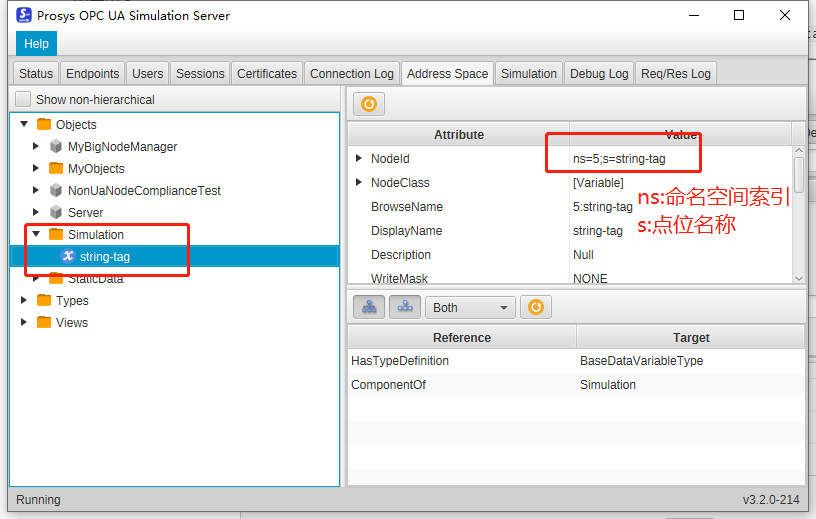 Prosys OPC UA Simulation Server
Help
Status Endpoints Users Sessions Certificates Connection Log Address Space Simulation Debug Log Req/Res Log
Show non-hierarchical
Objects
MyBigNodeManager
MyObjects
NonUaNodeComplianceTest
Server
Simulation
string-tag
StaticData
Types
Views
Attribute Value
NodeId ns=5;s=string-tag
NodeClass [Variable]
BrowseName 5:string-tag
DisplayName string-tag
Description Null
WriteMask NONE
ns:命名空间索引
s:点位名称
Both
Reference Target
HasTypeDefinition BaseDataVariableType
ComponentOf Simulation
Running v3.2.0-214